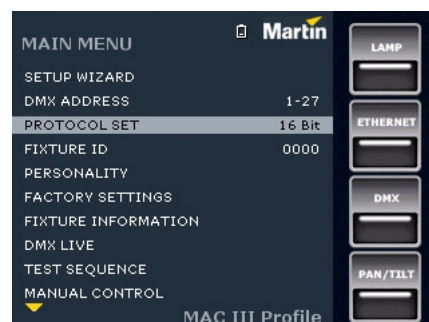 MAIN MENU
Martin
SETUP WIZARD
DMX ADDRESS 1-27
PROTOCOL SET 16 Bit
FIXTURE ID 0000
PERSONALITY
FACTORY SETTINGS
FIXTURE INFORMATION
DMX LIVE
TEST SEQUENCE
MANUAL CONTROL
MAC III Profile
LAMP
ETHERNET
DMX
PAN/TILT